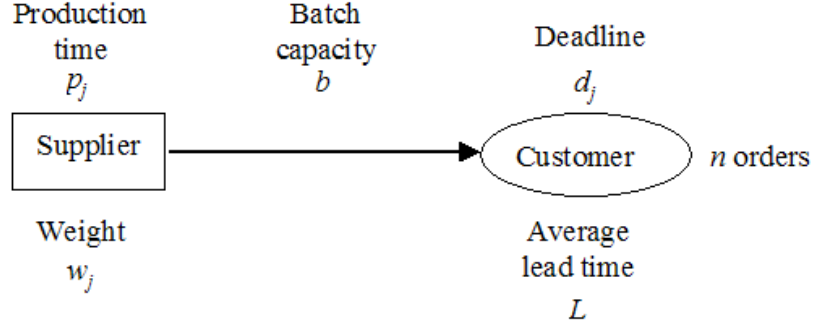 Production
time
p_j
Batch
capacity
b
Deadline
d_j
Supplier
Customer
n orders
Weight
w_j
Average
lead time
L